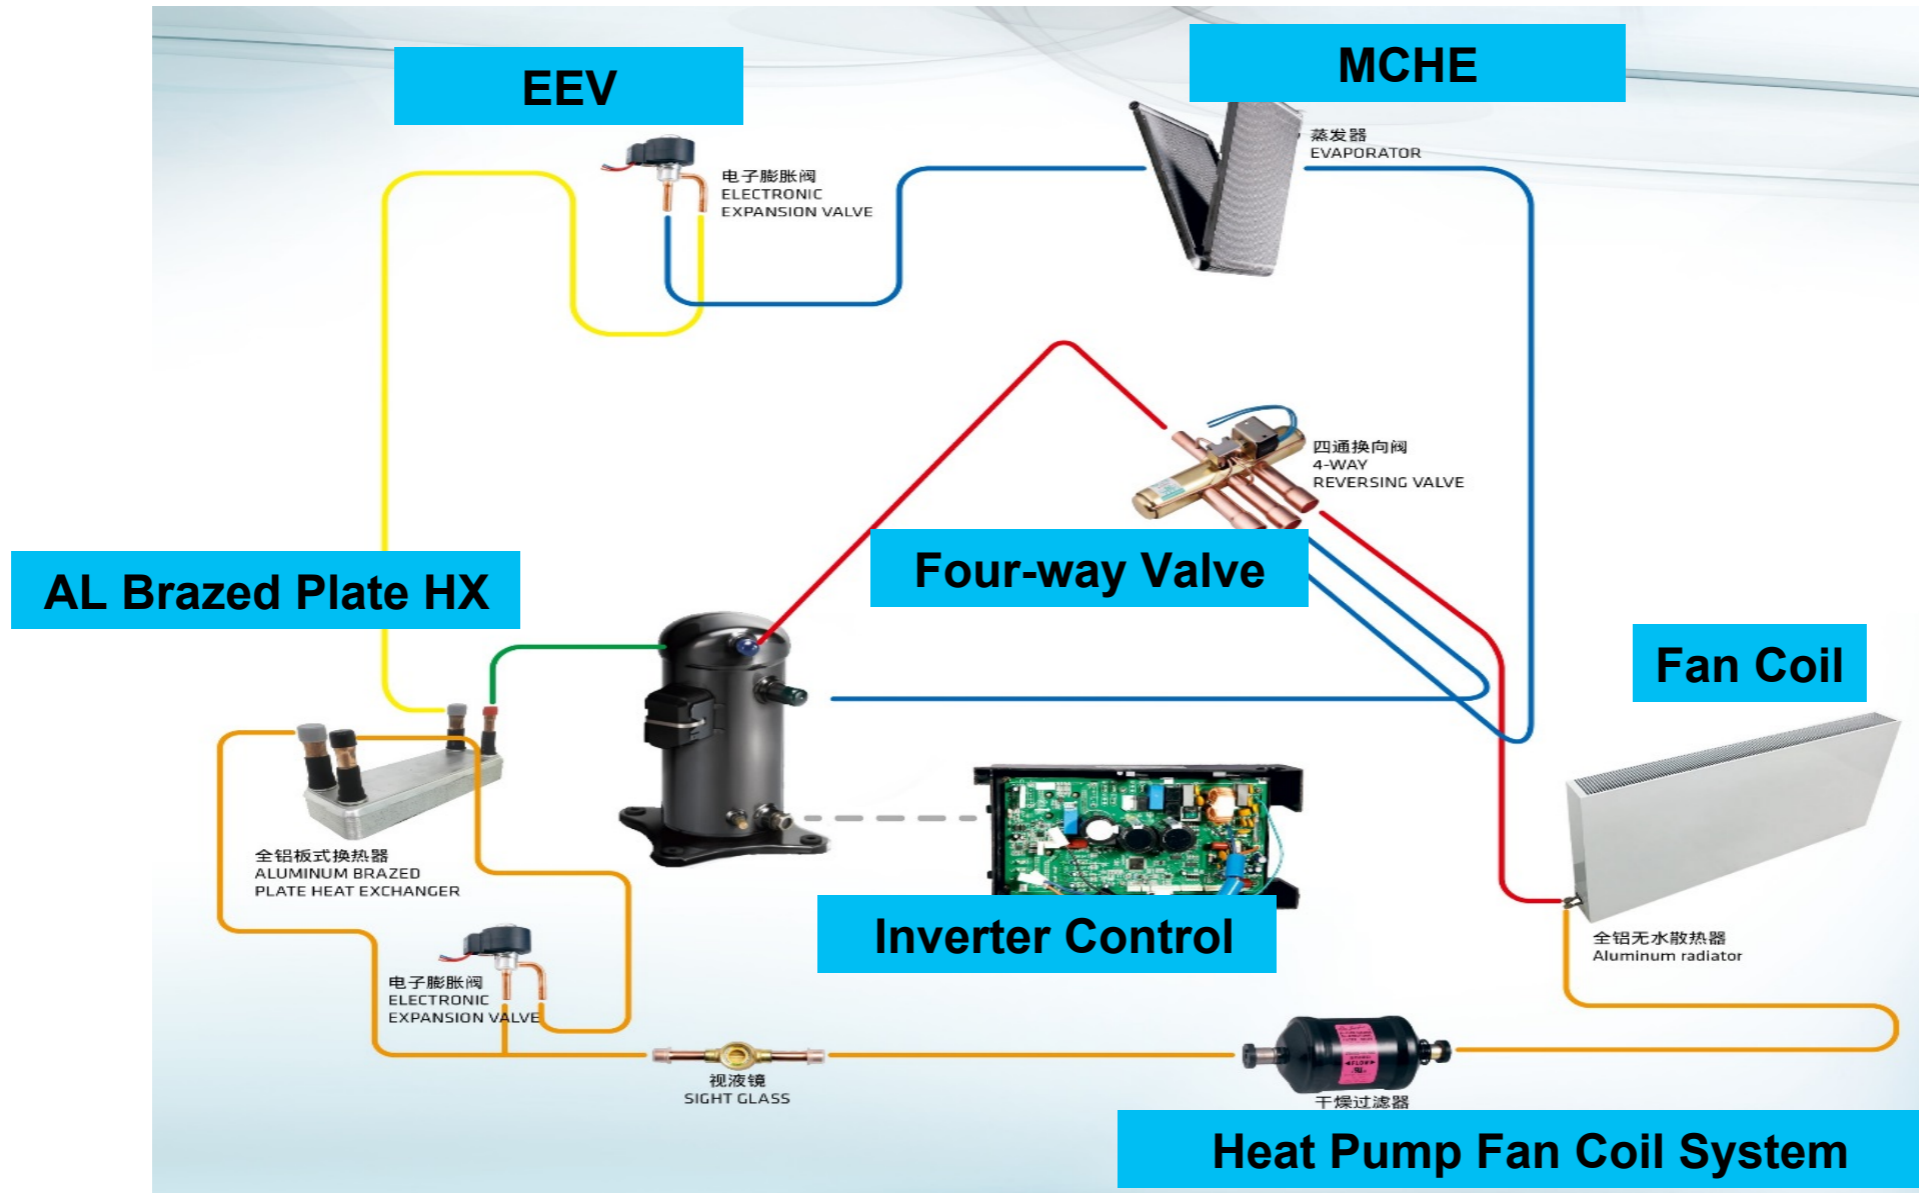 EEV
MCHE
蒸发器
EVAPORATOR
电子膨胀阀
ELECTRONIC
EXPANSION VALVE
四通换向阀
4-WAY
REVERSING VALVE
Four-way Valve
AL Brazed Plate HX
Fan Coil
全铝板式换热器
ALUMINUM BRAZED
PLATE HEAT EXCHANGER
Inverter Control
全铝无水散热器
Aluminum radiator
电子膨胀阀
ELECTRONIC
EXPANSION VALVE
视液镜
SIGHT GLASS
干燥过滤器
Heat Pump Fan Coil System